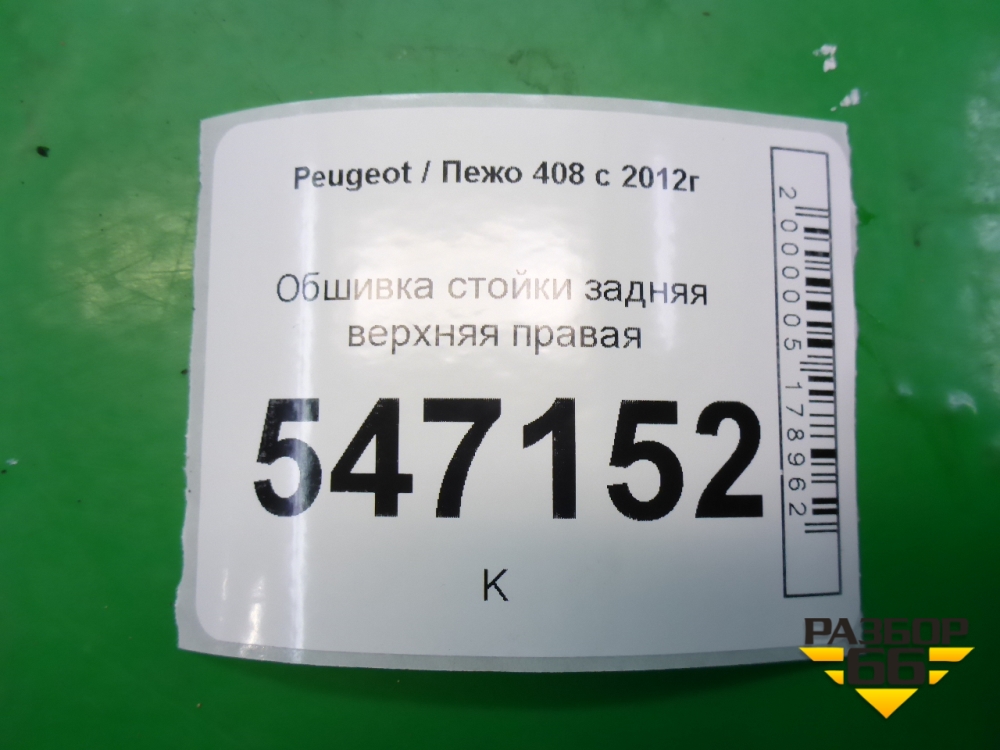 Peugeot / Пежо 408 с 2012г
Обшивка стойки задняя
верхняя правая
547152
К
2000005178962
РАЗБОР
66